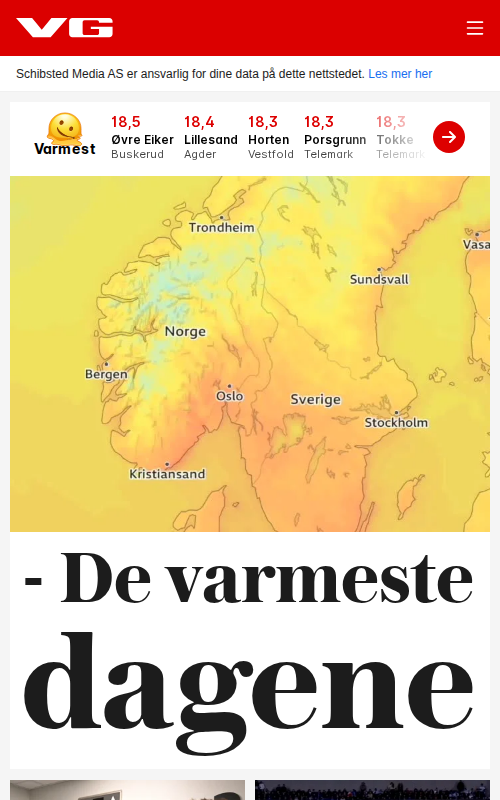 VG
Schibsted Media AS er ansvarlig for dine data på dette nettstedet. Les mer her
Varmest
18,5
Øvre Eiker
Buskerud
18,4
Lillesand
Agder
18,3
Horten
Vestfold
18,3
Porsgrunn
Telemark
18,3
Tokke
Telemark
Trondheim
Vasa
Sundsvall
Norge
Bergen
Oslo
Sverige
Stockholm
Kristiansand
- De varmeste
dagene